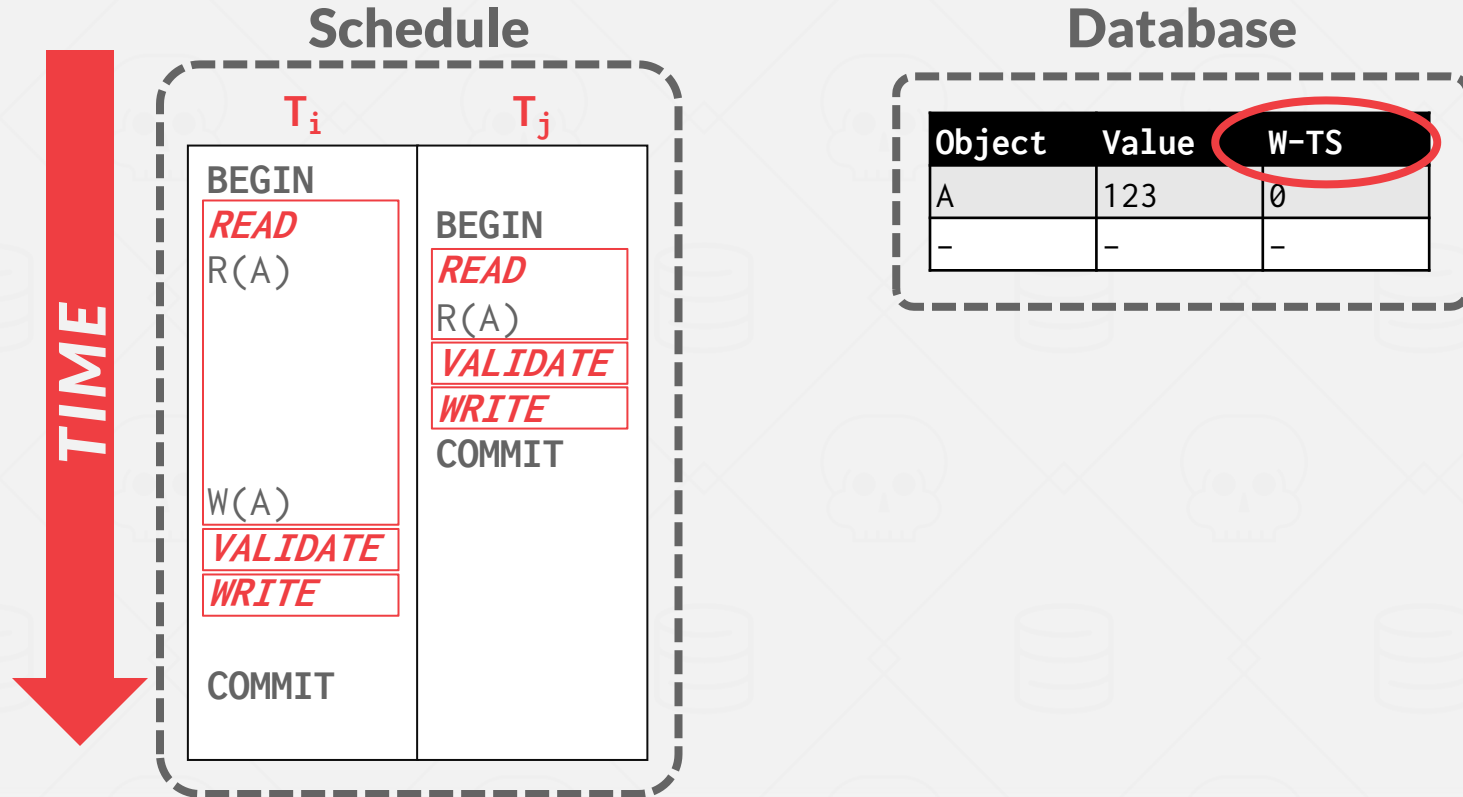 Schedule
TIME
Ti Tj
BEGIN
READ
R(A)
W(A)
VALIDATE
WRITE
COMMIT
BEGIN
READ
R(A)
VALIDATE
WRITE
COMMIT
Database
Object Value W-TS
A 123 0
– – –